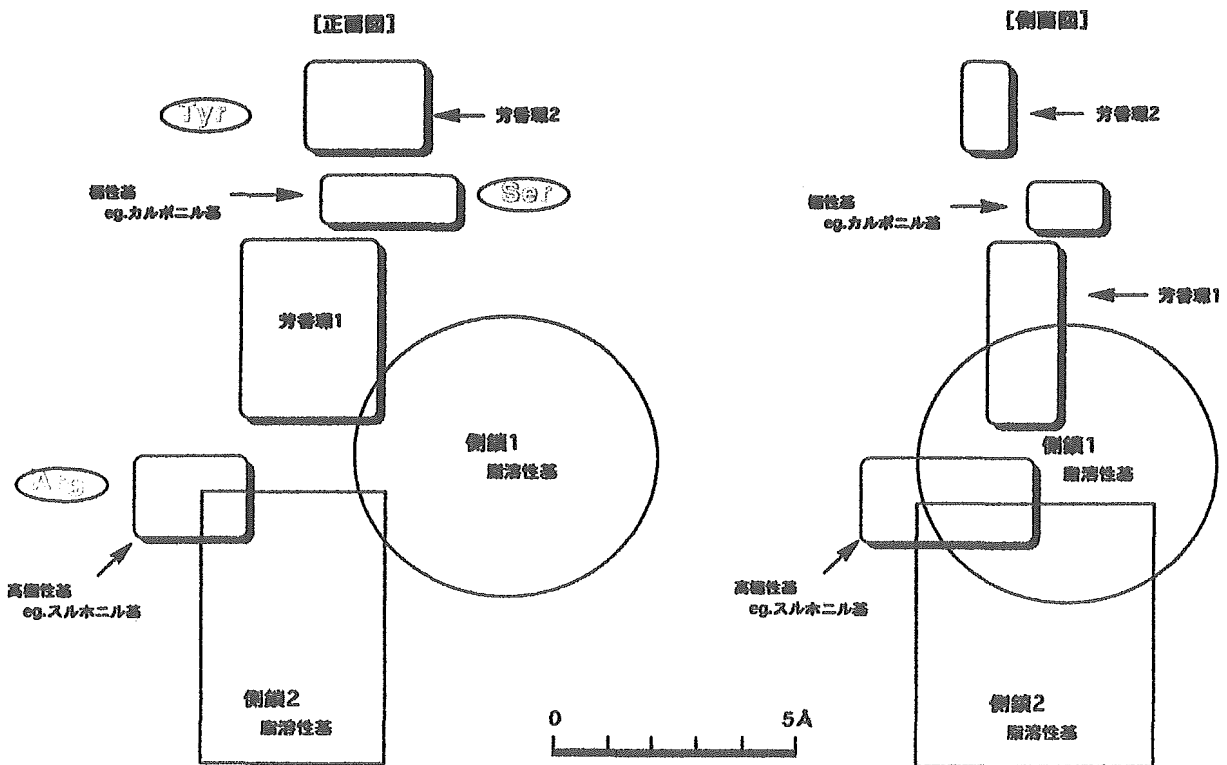 [正面図]
Tyr
芳香環2
極性基
eg.カルボニル基
Ser
芳香環1
側鎖1
脂溶性基
Arg
高極性基
eg.スルホニル基
側鎖2
脂溶性基
0 5Å
[側面図]
芳香環2
極性基
eg.カルボニル基
芳香環1
側鎖1
脂溶性基
高極性基
eg.スルホニル基
側鎖2
脂溶性基